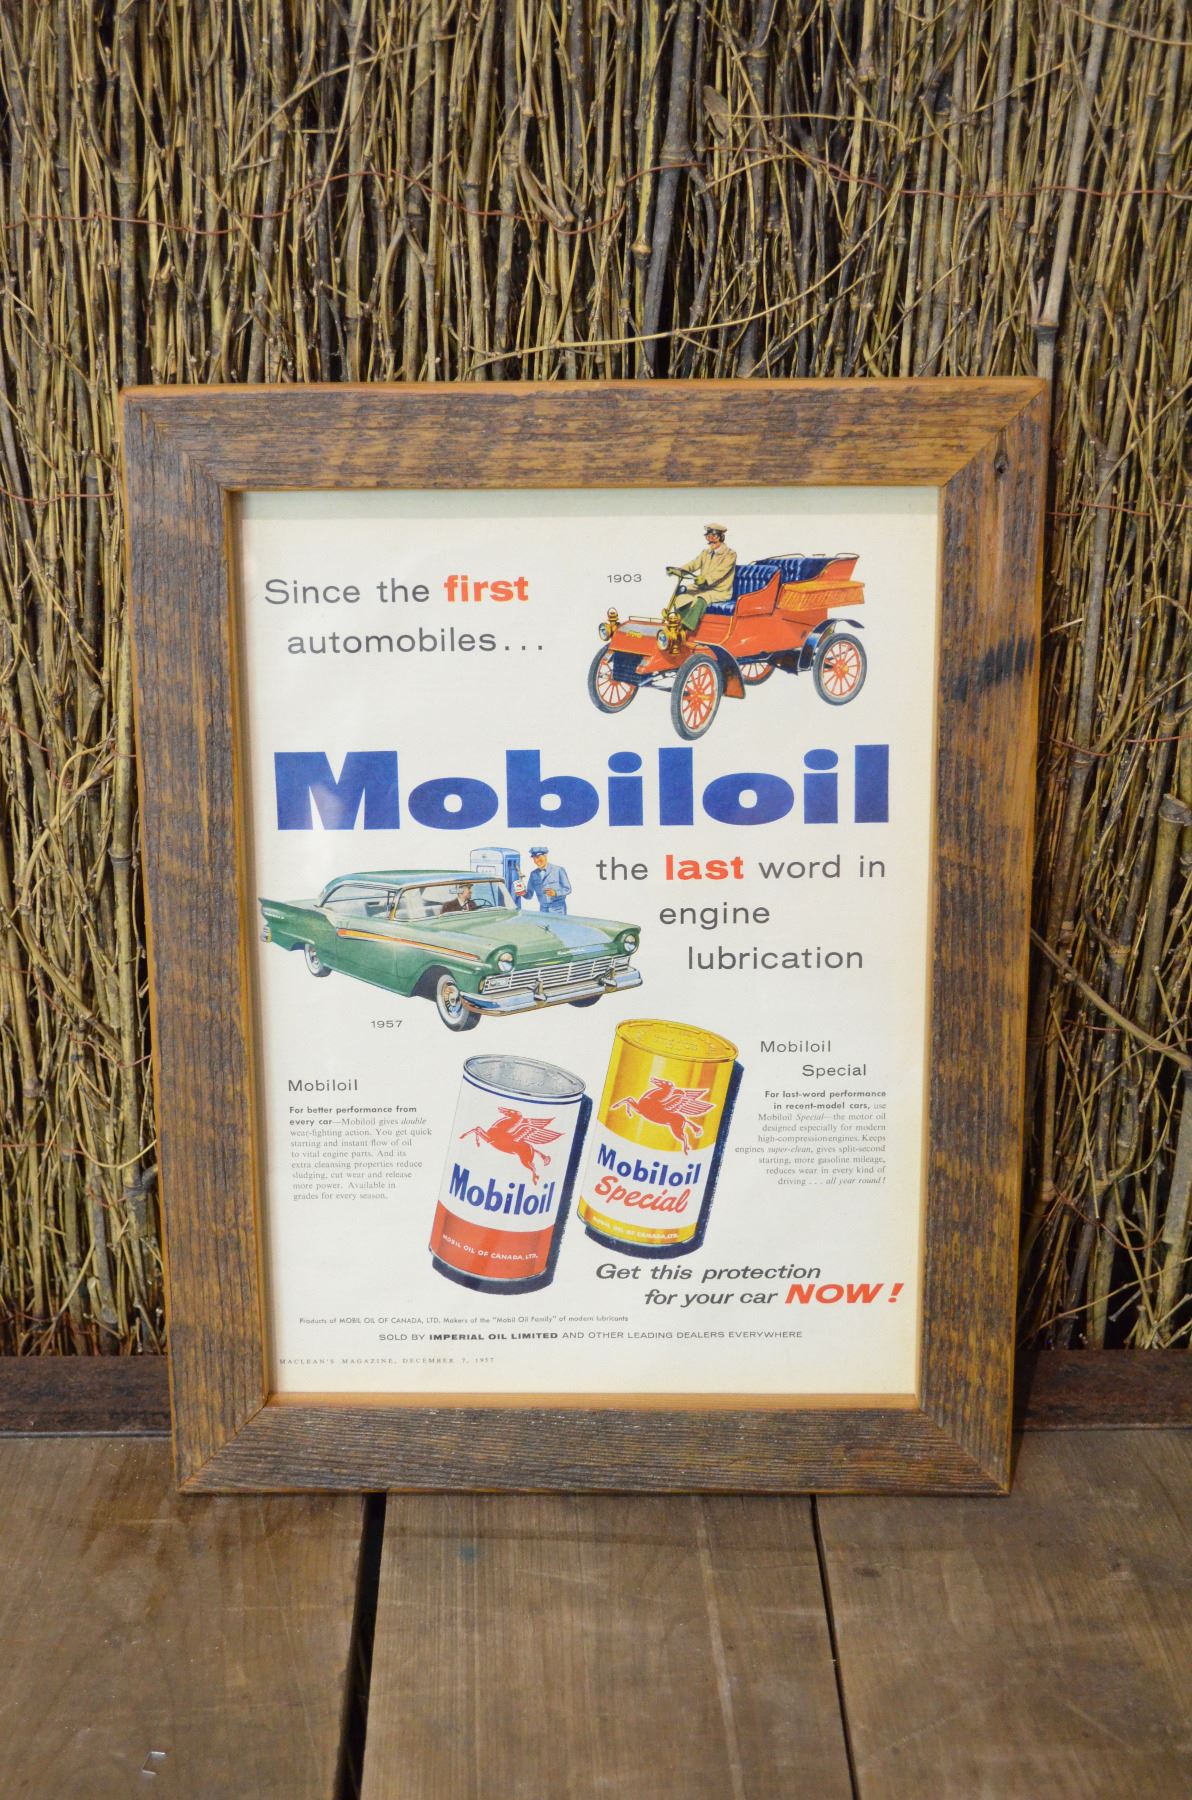 Since the first
automobiles...
1903
Mobiloil
the last word in
engine
lubrication
1957
Mobiloil
For better performance from
every car—Mobiloil gives double
wear-fighting action. You get quick
starting and instant flow of oil
to vital engine parts. And its
extra cleansing properties reduce
sludging, cut wear and release
more power. Available in
grades for every season.
Mobiloil
MOBIL OIL OF CANADA, LTD.
Mobiloil
Special
MOBIL OIL OF CANADA, LTD.
Mobiloil
Special
For last-word performance
in recent-model cars, use
Mobiloil Special—the motor oil
designed especially for modern
high-compression engines. Keeps
engines super-clean, gives split-second
starting, more gasoline mileage,
reduces wear in every kind of
driving . . . all year round!
Get this protection
for your car NOW!
Products of MOBIL OIL OF CANADA, LTD. Makers of the "Mobil Oil Family" of modern lubricants
SOLD BY IMPERIAL OIL LIMITED AND OTHER LEADING DEALERS EVERYWHERE
MACLEAN'S MAGAZINE, DECEMBER 7, 1957